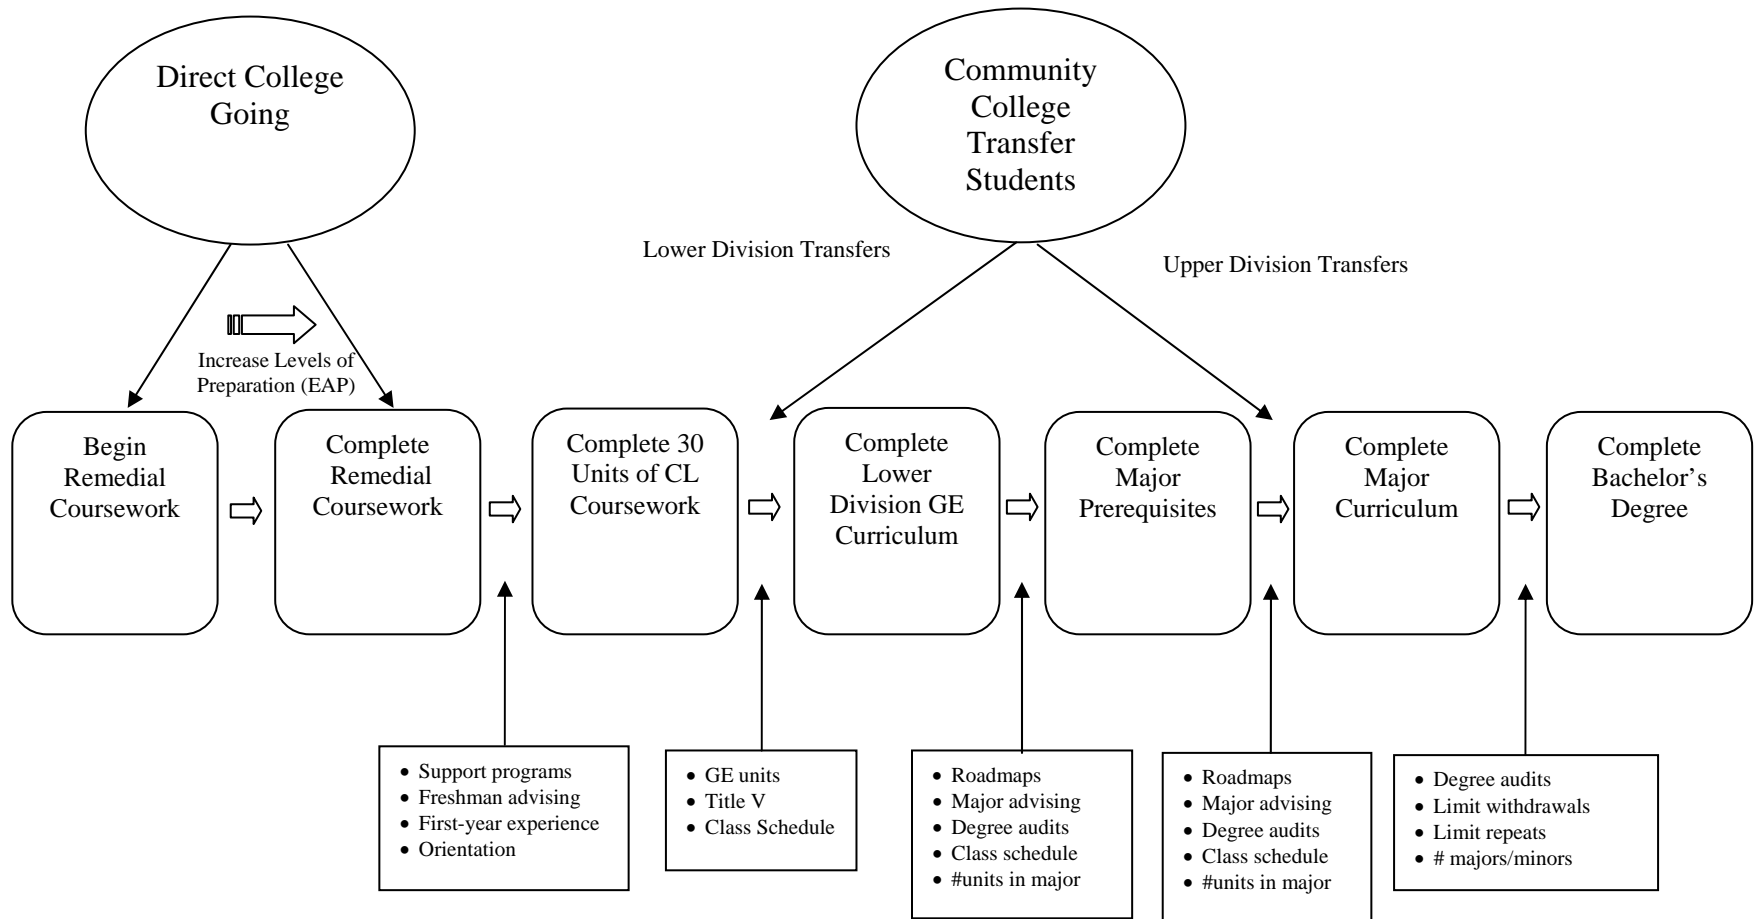 Direct College
Going
Community
College
Transfer
Students
Lower Division Transfers
Upper Division Transfers
Increase Levels of
Preparation (EAP)
Begin
Remedial
Coursework
Complete
Remedial
Coursework
Complete 30
Units of CL
Coursework
Complete
Lower
Division GE
Curriculum
Complete
Major
Prerequisites
Complete
Major
Curriculum
Complete
Bachelor’s
Degree
• Support programs
• Freshman advising
• First-year experience
• Orientation
• GE units
• Title V
• Class Schedule
• Roadmaps
• Major advising
• Degree audits
• Class schedule
• #units in major
• Roadmaps
• Major advising
• Degree audits
• Class schedule
• #units in major
• Degree audits
• Limit withdrawals
• Limit repeats
• # majors/minors